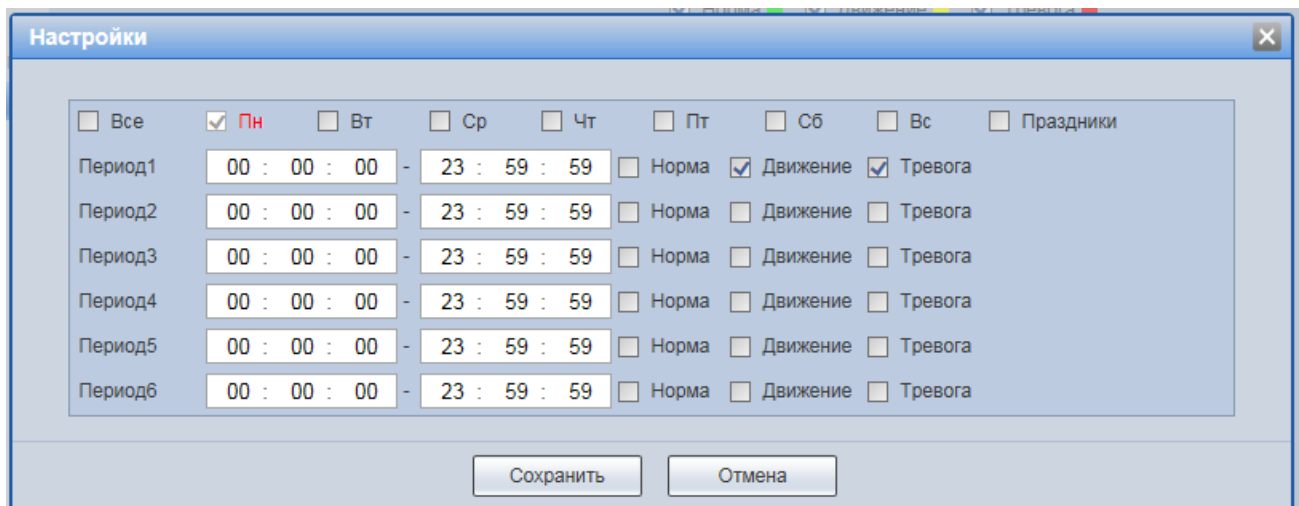 Норма Движение Тревога
Настройки
Все Пн Вт Ср Чт Пт Сб Вс Праздники
Период1 00 : 00 : 00 - 23 : 59 : 59 Норма Движение Тревога
Период2 00 : 00 : 00 - 23 : 59 : 59 Норма Движение Тревога
Период3 00 : 00 : 00 - 23 : 59 : 59 Норма Движение Тревога
Период4 00 : 00 : 00 - 23 : 59 : 59 Норма Движение Тревога
Период5 00 : 00 : 00 - 23 : 59 : 59 Норма Движение Тревога
Период6 00 : 00 : 00 - 23 : 59 : 59 Норма Движение Тревога
Сохранить Отмена